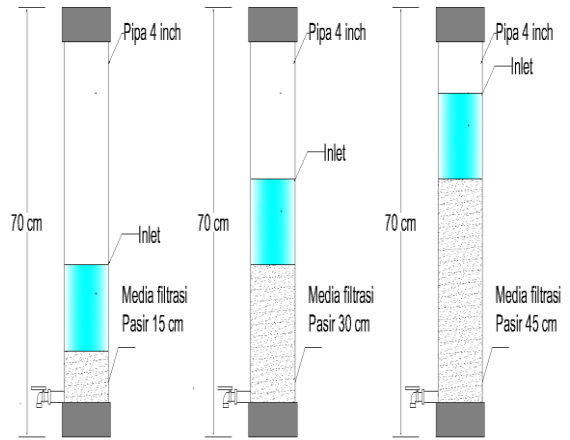 Pipa 4 inch
Inlet
70 cm
Media filtrasi
Pasir 15 cm
Pipa 4 inch
Inlet
70 cm
Media filtrasi
Pasir 30 cm
Pipa 4 inch
Inlet
70 cm
Media filtrasi
Pasir 45 cm